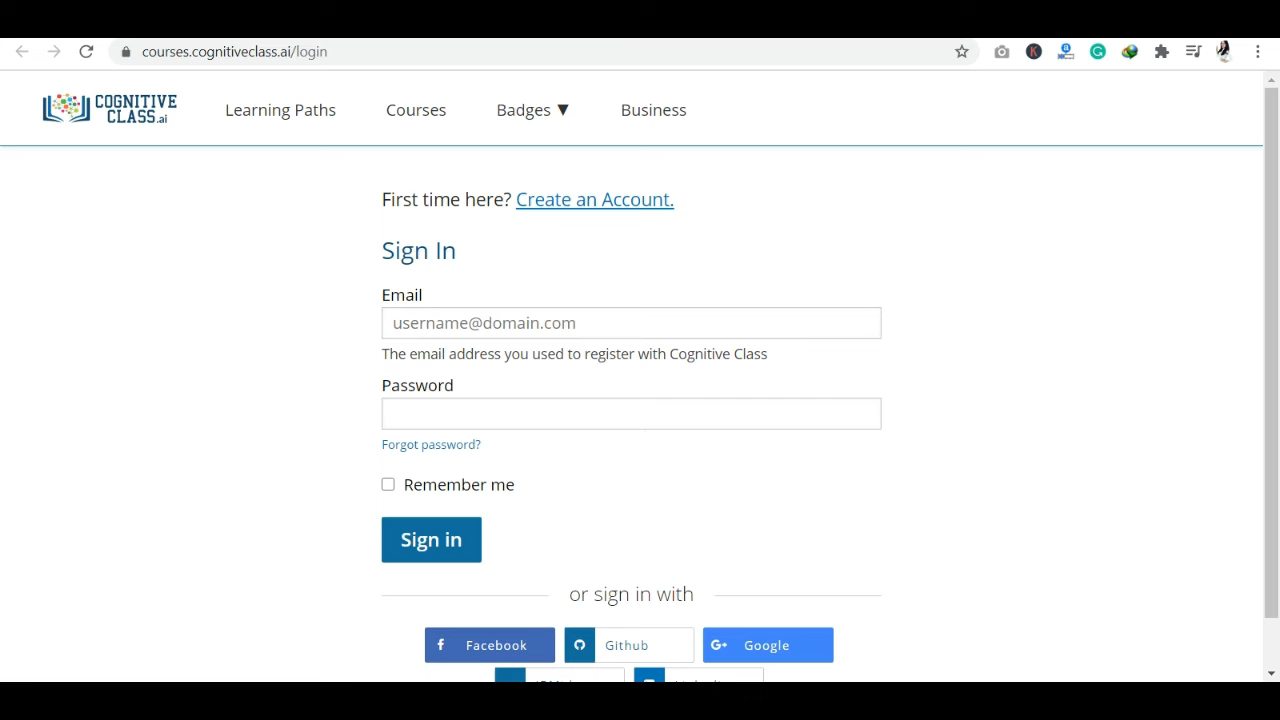 courses.cognitiveclass.ai/login
COGNITIVE
CLASS.ai
Learning Paths Courses Badges ▼ Business
First time here? Create an Account.
Sign In
Email
username@domain.com
The email address you used to register with Cognitive Class
Password
Forgot password?
Remember me
Sign in
or sign in with
Facebook Github Google